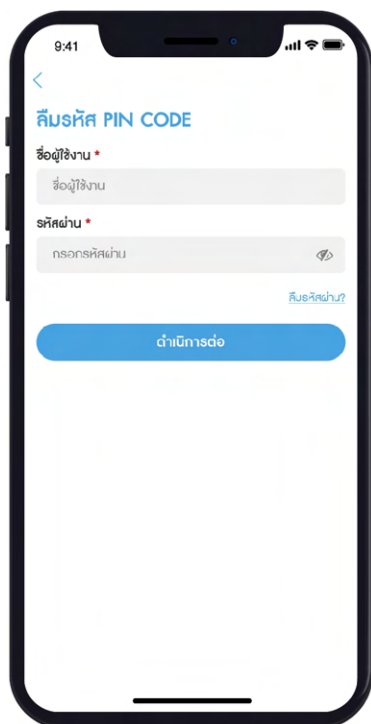 9:41
ลืมรหัส PIN CODE
ชื่อผู้ใช้งาน *
ชื่อผู้ใช้งาน
รหัสผ่าน *
กรอกรหัสผ่าน
ลืมรหัสผ่าน?
ดำเนินการต่อ